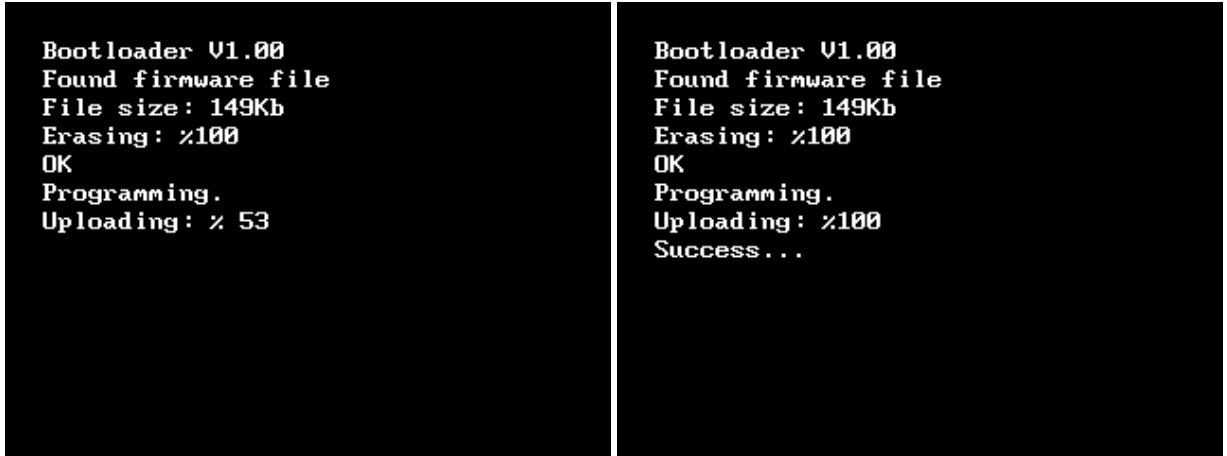 Bootloader V1.00
Found firmware file
File size: 149Kb
Erasing: %100
OK
Programming.
Uploading: % 53
Bootloader V1.00
Found firmware file
File size: 149Kb
Erasing: %100
OK
Programming.
Uploading: %100
Success...